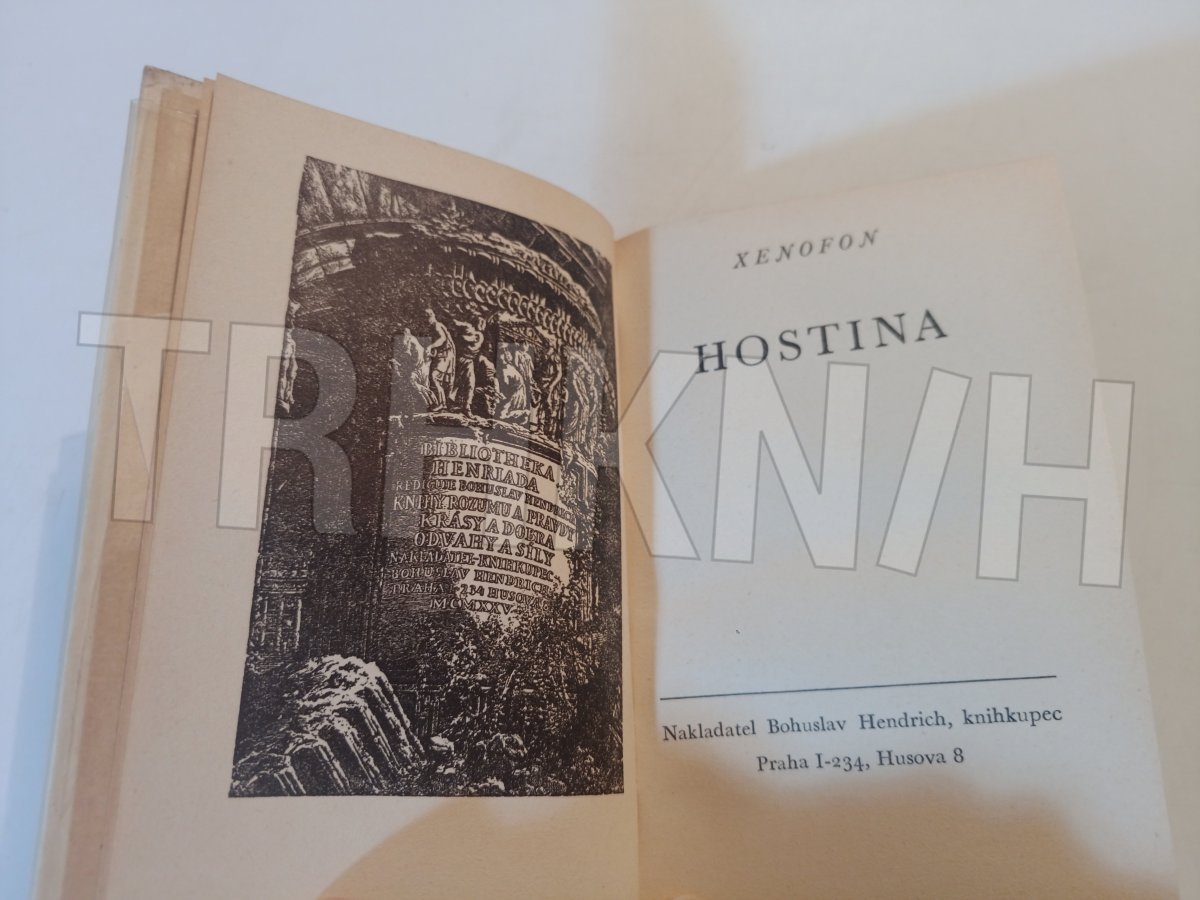 BIBLIOTHEKA
HENRIADA
REDIGUJE BOHUSLAV HENDRICH
KNIHY ROZUMU A PRAVDY
KRÁSY A DOBRA
ODVAHY A SÍLY
NAKLADATEL-KNIHKUPEC
BOHUSLAV HENDRICH
PRAHA I-234 HUSOVA 8
MCMXXV
XENOFON
HOSTINA
Nakladatel Bohuslav Hendrich, knihkupec
Praha I-234, Husova 8